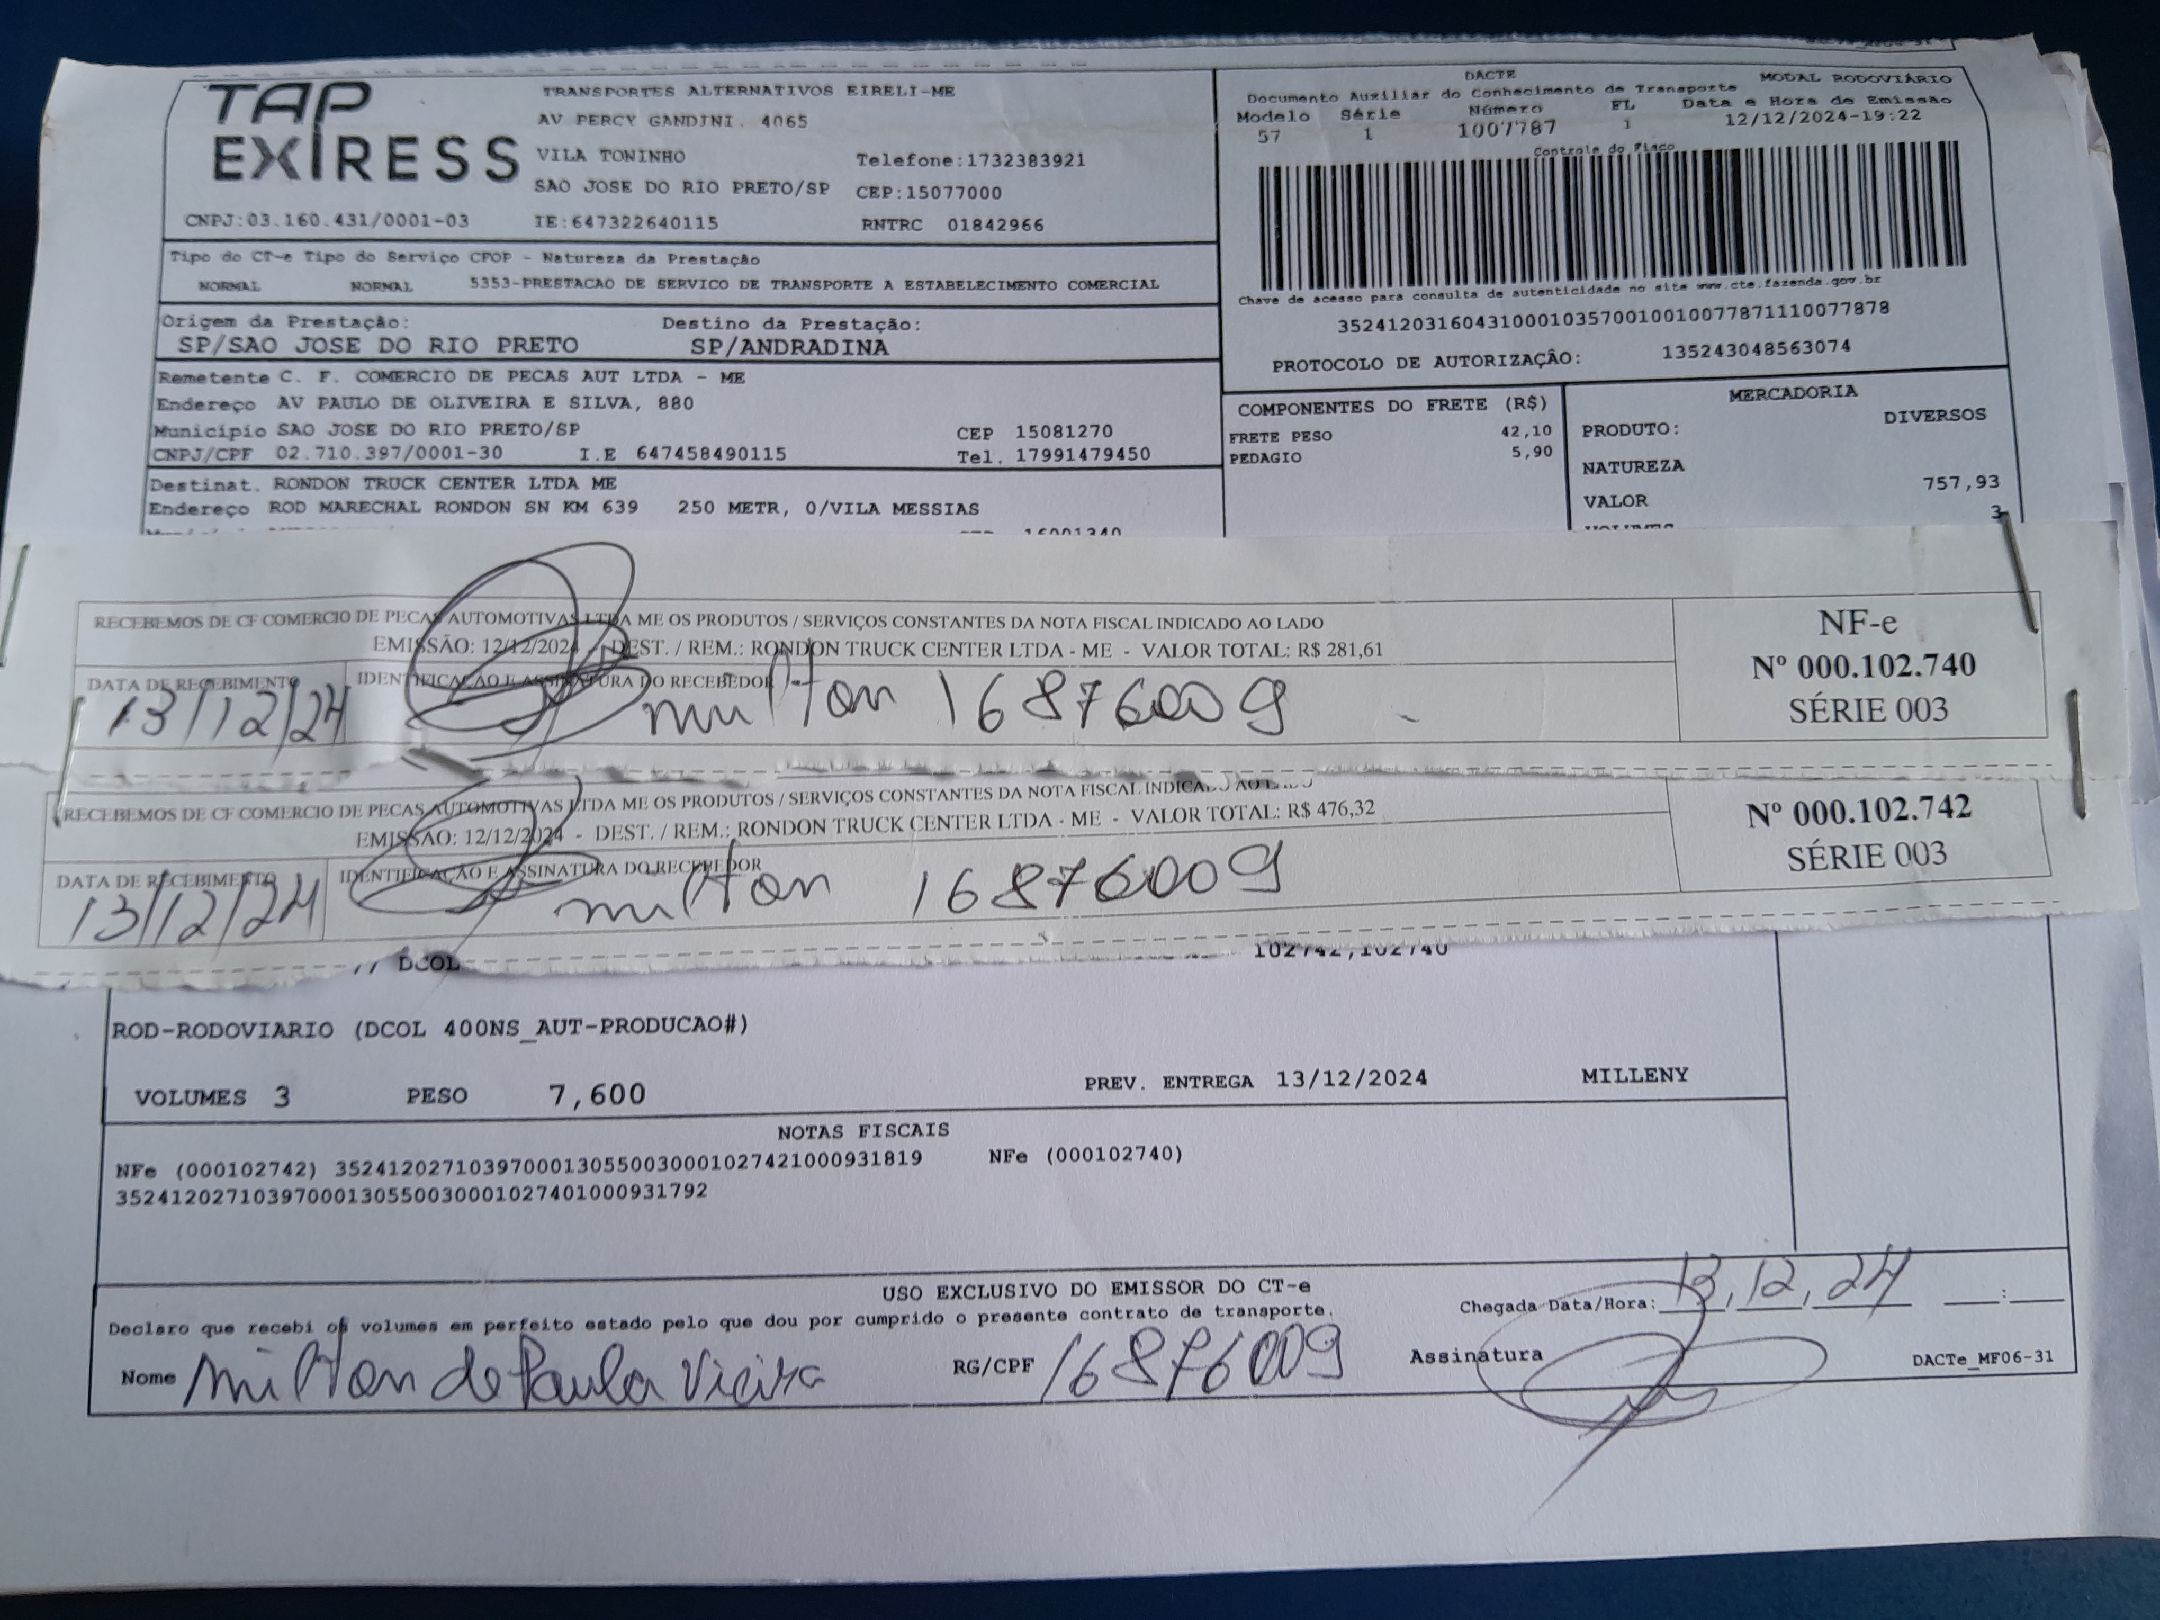 TAP EXPRESS
TRANSPORTES ALTERNATIVOS EIRELI-ME
AV PERCY GANDINI. 4065
VILA TONINHO Telefone:1732383921
SAO JOSE DO RIO PRETO/SP CEP:15077000
CNPJ:03.160.431/0001-03 IE:647322640115 RNTRC 01842966
DACTE MODAL RODOVIÁRIO
Documento Auxiliar do Conhecimento de Transporte
Modelo Série Número FL Data e Hora de Emissão
57 1 1007787 1 12/12/2024-19:22
Controle do Fisco
Chave de acesso para consulta de autenticidade no site www.cte.fazenda.gov.br
35241203160431000103570010010077871110077878
PROTOCOLO DE AUTORIZAÇÃO: 135243048563074
Tipo do CT-e Tipo do Serviço CFOP - Natureza da Prestação
NORMAL NORMAL 5353-PRESTACAO DE SERVICO DE TRANSPORTE A ESTABELECIMENTO COMERCIAL
Origem da Prestação: Destino da Prestação:
SP/SAO JOSE DO RIO PRETO SP/ANDRADINA
Remetente C. F. COMERCIO DE PECAS AUT LTDA - ME
Endereço AV PAULO DE OLIVEIRA E SILVA, 880
Município SAO JOSE DO RIO PRETO/SP CEP 15081270
CNPJ/CPF 02.710.397/0001-30 I.E 647458490115 Tel. 17991479450
Destinat. RONDON TRUCK CENTER LTDA ME
Endereço ROD MARECHAL RONDON SN KM 639 250 METR, 0/VILA MESSIAS
COMPONENTES DO FRETE (R$)
FRETE PESO 42,10
PEDAGIO 5,90
MERCADORIA
PRODUTO: DIVERSOS
NATUREZA
VALOR 757,93
VOLUMES 3
RECEBEMOS DE CF COMERCIO DE PECAS AUTOMOTIVAS LTDA ME OS PRODUTOS / SERVIÇOS CONSTANTES DA NOTA FISCAL INDICADO AO LADO
EMISSÃO: 12/12/2024 - DEST. / REM.: RONDON TRUCK CENTER LTDA - ME - VALOR TOTAL: R$ 281,61
DATA DE RECEBIMENTO IDENTIFICAÇÃO E ASSINATURA DO RECEBEDOR
13/12/24 milton 16876009
NF-e
Nº 000.102.740
SÉRIE 003
RECEBEMOS DE CF COMERCIO DE PECAS AUTOMOTIVAS LTDA ME OS PRODUTOS / SERVIÇOS CONSTANTES DA NOTA FISCAL INDICADO AO LADO
EMISSÃO: 12/12/2024 - DEST. / REM.: RONDON TRUCK CENTER LTDA - ME - VALOR TOTAL: R$ 476,32
DATA DE RECEBIMENTO IDENTIFICAÇÃO E ASSINATURA DO RECEBEDOR
13/12/24 milton 16876009
Nº 000.102.742
SÉRIE 003
DCOL 102742,102740
ROD-RODOVIARIO (DCOL 400NS_AUT-PRODUCAO#)
VOLUMES 3 PESO 7,600 PREV. ENTREGA 13/12/2024 MILLENY
NOTAS FISCAIS
NFe (000102742) 35241202710397000130550030001027421000931819 NFe (000102740)
35241202710397000130550030001027401000931792
USO EXCLUSIVO DO EMISSOR DO CT-e
Declaro que recebi os volumes em perfeito estado pelo que dou por cumprido o presente contrato de transporte. Chegada Data/Hora: 13,12,24 :
Nome milton de Paula Vieira RG/CPF 16876009 Assinatura DACTe_MF06-31